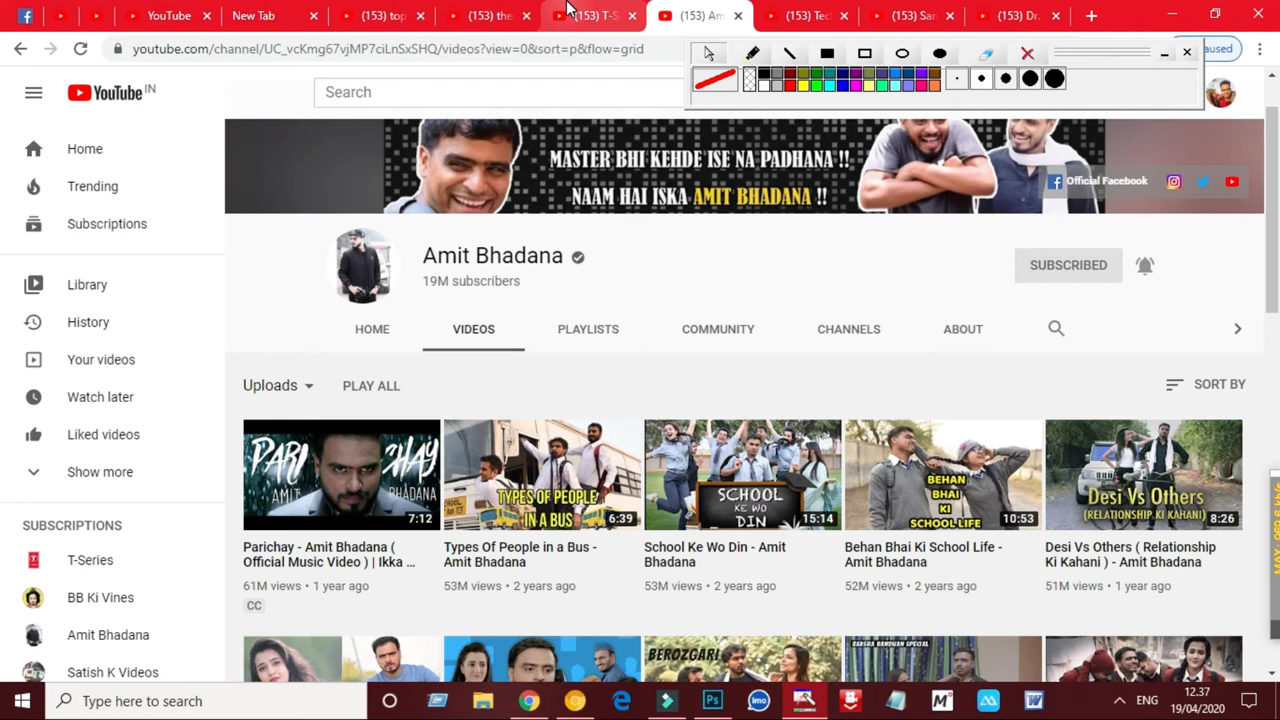 YouTube
New Tab
(153) top
(153) the
(153) T-S
(153) Am
(153) Tec
(153) Sar
(153) Dr.
youtube.com/channel/UC_vcKmg67vjMP7ciLnSxSHQ/videos?view=0&sort=p&flow=grid
aused
YouTube IN
Search
Home
Trending
Subscriptions
Library
History
Your videos
Watch later
Liked videos
Show more
SUBSCRIPTIONS
T-Series
BB Ki Vines
Amit Bhadana
Satish K Videos
MASTER BHI KEHDE ISE NA PADHANA !!
NAAM HAI ISKA AMIT BHADANA !!
Official Facebook
Amit Bhadana
19M subscribers
SUBSCRIBED
HOME
VIDEOS
PLAYLISTS
COMMUNITY
CHANNELS
ABOUT
Uploads
PLAY ALL
SORT BY
PARI CHAY
AMIT BHADANA
7:12
Parichay - Amit Bhadana (
Official Music Video ) | Ikka ...
61M views • 1 year ago
CC
TYPES OF PEOPLE
IN A BUS
6:39
Types Of People in a Bus -
Amit Bhadana
53M views • 2 years ago
SCHOOL
KE WO
DIN
15:14
School Ke Wo Din - Amit
Bhadana
53M views • 2 years ago
BEHAN
BHAI
KI
SCHOOL LIFE
10:53
Behan Bhai Ki School Life -
Amit Bhadana
52M views • 2 years ago
Desi Vs Others
(RELATIONSHIP KI KAHANI)
8:26
Desi Vs Others ( Relationship
Ki Kahani ) - Amit Bhadana
51M views • 1 year ago
BEROZGARI
RAKSHA BANDHAN SPECIAL
Type here to search
Ps
imo
ENG
12.37
19/04/2020